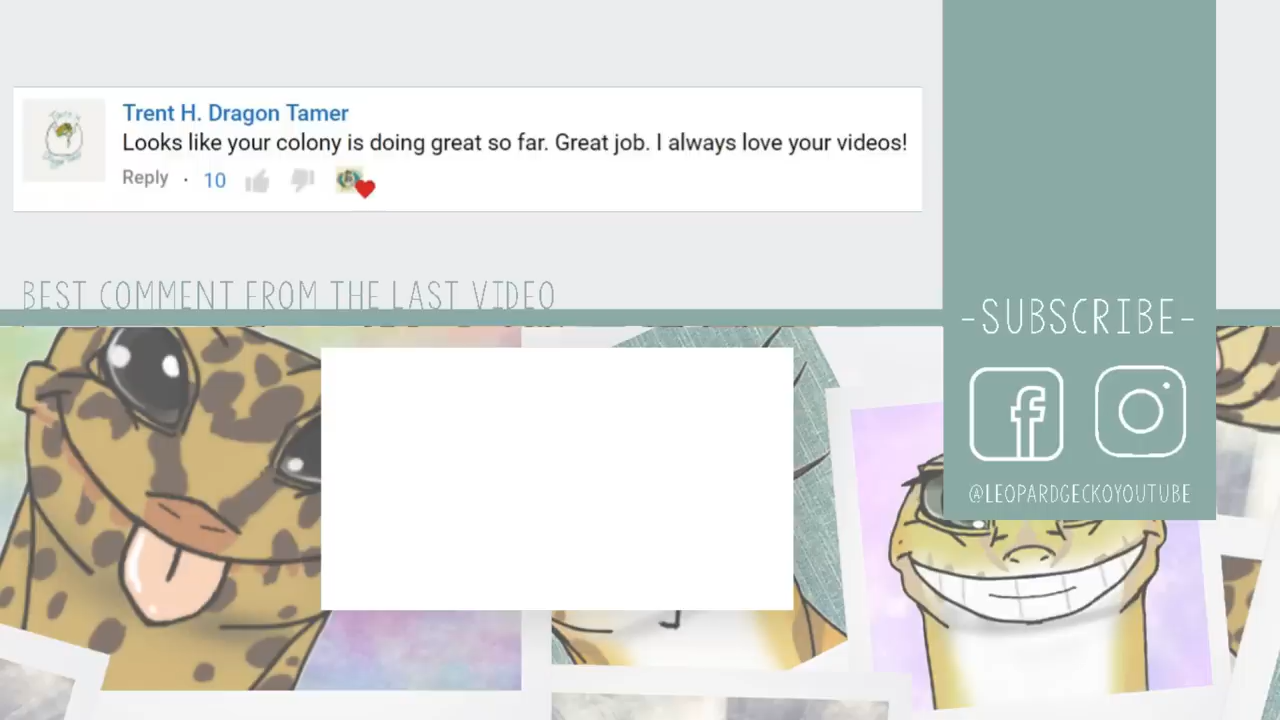 Trent H. Dragon Tamer
Looks like your colony is doing great so far. Great job. I always love your videos!
Reply · 10
BEST COMMENT FROM THE LAST VIDEO
-SUBSCRIBE-
@LEOPARDGECKOYOUTUBE